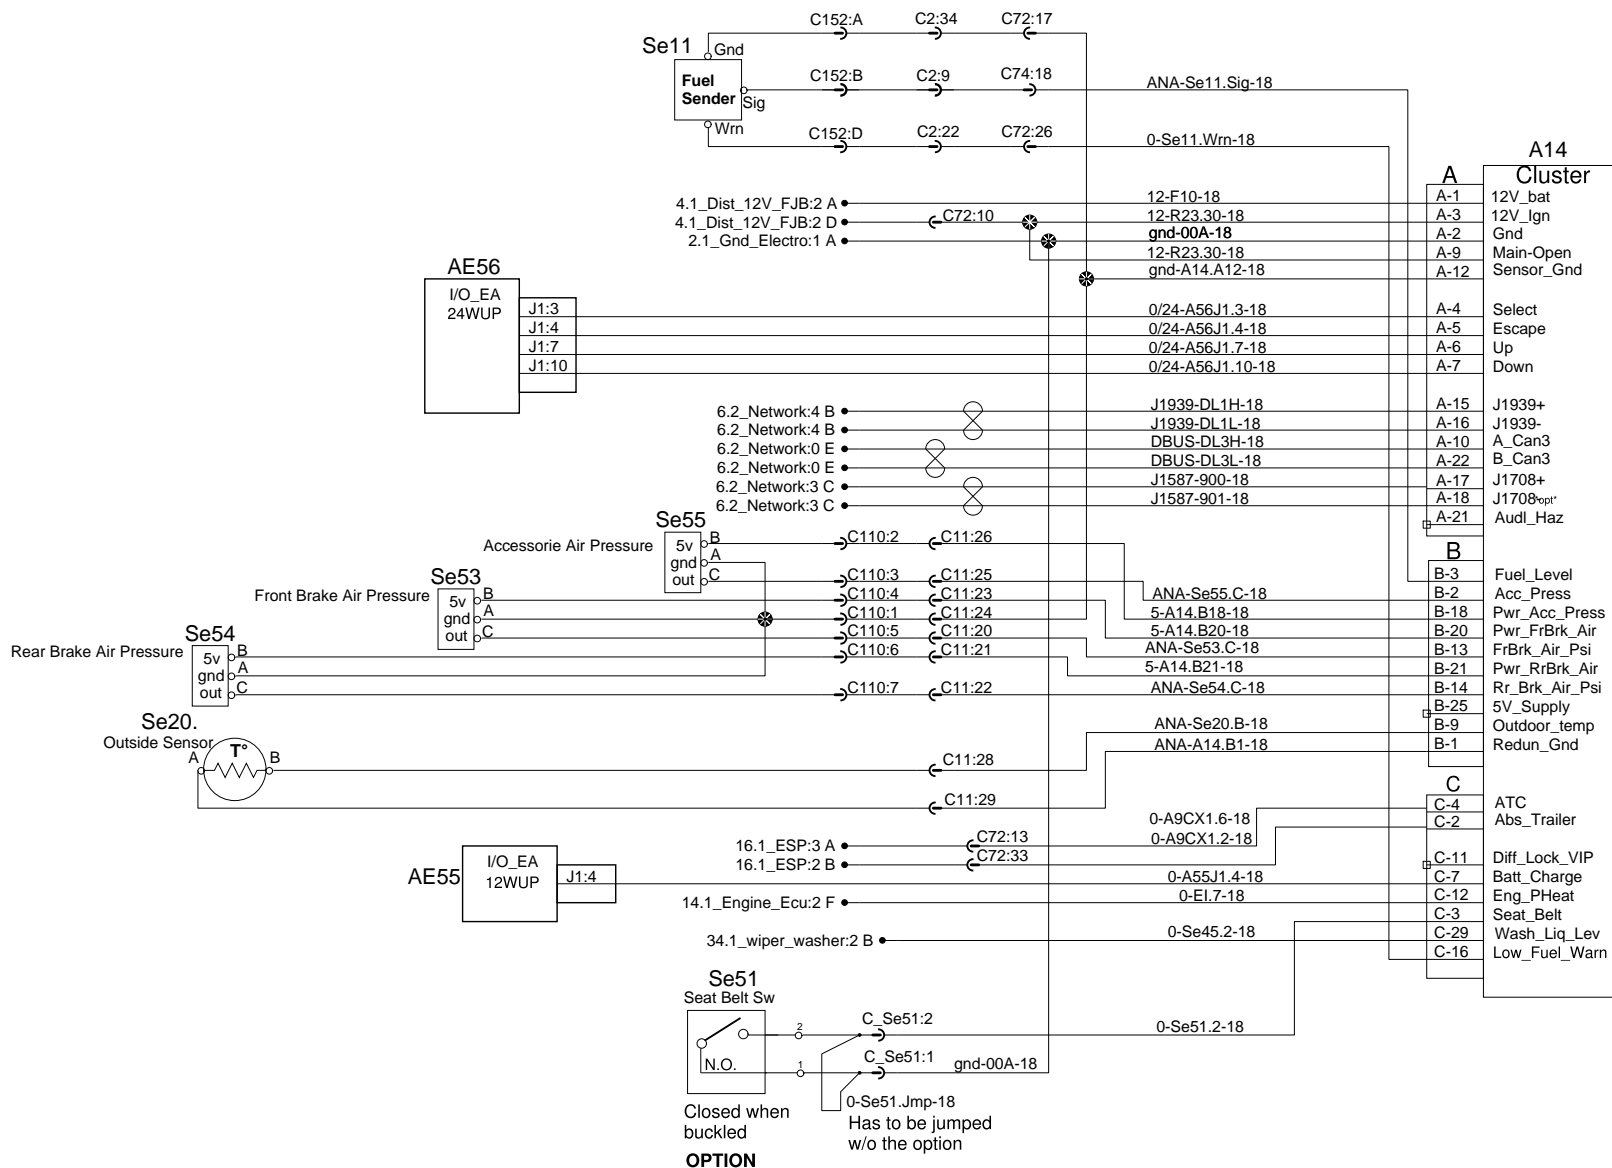 C152:A C2:34 C72:17
Se11 Gnd
Fuel Sender
C152:B C2:9 C74:18 ANA-Se11.Sig-18
Sig
Wrn
C152:D C2:22 C72:26 0-Se11.Wrn-18
A14
A Cluster
4.1_Dist_12V_FJB:2 A 12-F10-18 A-1 12V_bat
4.1_Dist_12V_FJB:2 D C72:10 12-R23.30-18 A-3 12V_Ign
2.1_Gnd_Electro:1 A gnd-00A-18 A-2 Gnd
12-R23.30-18 A-9 Main-Open
gnd-A14.A12-18 A-12 Sensor_Gnd
AE56
I/O_EA
24WUP
J1:3 0/24-A56J1.3-18 A-4 Select
J1:4 0/24-A56J1.4-18 A-5 Escape
J1:7 0/24-A56J1.7-18 A-6 Up
J1:10 0/24-A56J1.10-18 A-7 Down
6.2_Network:4 B J1939-DL1H-18 A-15 J1939+
6.2_Network:4 B J1939-DL1L-18 A-16 J1939-
6.2_Network:0 E DBUS-DL3H-18 A-10 A_Can3
6.2_Network:0 E DBUS-DL3L-18 A-22 B_Can3
6.2_Network:3 C J1587-900-18 A-17 J1708+
6.2_Network:3 C J1587-901-18 A-18 J1708-"opt"
A-21 Audl_Haz
Se55
Accessorie Air Pressure 5v B C110:2 C11:26
gnd A
out C C110:3 C11:25
B
B-3 Fuel_Level
ANA-Se55.C-18 B-2 Acc_Press
Se53
Front Brake Air Pressure 5v B C110:4 C11:23
gnd A C110:1 C11:24 5-A14.B18-18 B-18 Pwr_Acc_Press
out C C110:5 C11:20 5-A14.B20-18 B-20 Pwr_FrBrk_Air
ANA-Se53.C-18 B-13 FrBrk_Air_Psi
Se54
Rear Brake Air Pressure 5v B C110:6 C11:21 5-A14.B21-18 B-21 Pwr_RrBrk_Air
gnd A
out C C110:7 C11:22 ANA-Se54.C-18 B-14 Rr_Brk_Air_Psi
B-25 5V_Supply
Se20.
Outside Sensor
A T° B
C11:28 ANA-Se20.B-18 B-9 Outdoor_temp
C11:29 ANA-A14.B1-18 B-1 Redun_Gnd
C
0-A9CX1.6-18 C-4 ATC
0-A9CX1.2-18 C-2 Abs_Trailer
16.1_ESP:3 A C72:13
16.1_ESP:2 B C72:33
C-11 Diff_Lock_VIP
AE55
I/O_EA
12WUP
J1:4 0-A55J1.4-18 C-7 Batt_Charge
14.1_Engine_Ecu:2 F 0-EI.7-18 C-12 Eng_PHeat
C-3 Seat_Belt
34.1_wiper_washer:2 B 0-Se45.2-18 C-29 Wash_Liq_Lev
C-16 Low_Fuel_Warn
Se51
Seat Belt Sw
2 C_Se51:2 0-Se51.2-18
N.O. 1 C_Se51:1 gnd-00A-18
0-Se51.Jmp-18
Closed when
buckled
Has to be jumped
w/o the option
OPTION